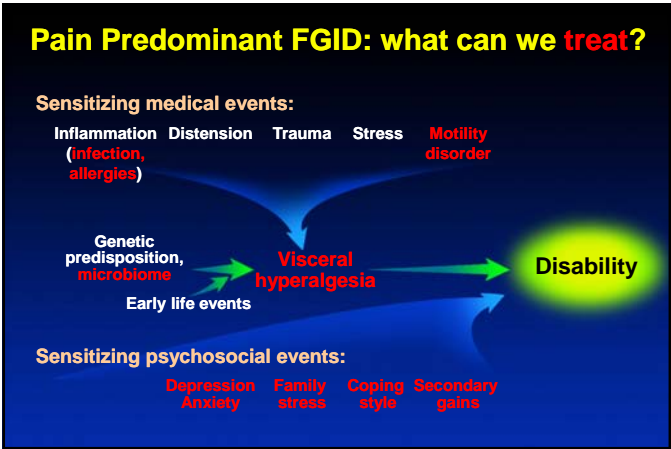 Pain Predominant FGID: what can we treat?
Sensitizing medical events:
Inflammation Distension Trauma Stress Motility
(infection, disorder
allergies)
Genetic
predisposition,
microbiome
Visceral
hyperalgesia
Disability
Early life events
Sensitizing psychosocial events:
Depression Family Coping Secondary
Anxiety stress style gains